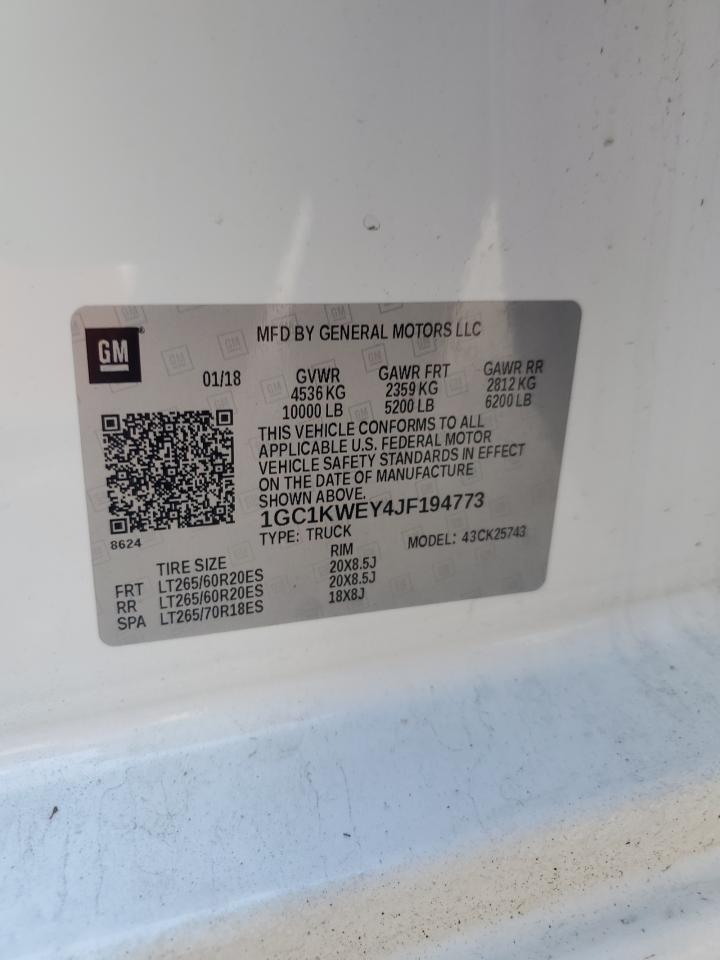 GM
MFD BY GENERAL MOTORS LLC
01/18 GVWR GAWR FRT GAWR RR
4536 KG 2359 KG 2812 KG
10000 LB 5200 LB 6200 LB
THIS VEHICLE CONFORMS TO ALL
APPLICABLE U.S. FEDERAL MOTOR
VEHICLE SAFETY STANDARDS IN EFFECT
ON THE DATE OF MANUFACTURE
SHOWN ABOVE.
1GC1KWEY4JF194773
8624
TYPE: TRUCK MODEL: 43CK25743
TIRE SIZE RIM
FRT LT265/60R20ES 20X8.5J
RR LT265/60R20ES 20X8.5J
SPA LT265/70R18ES 18X8J